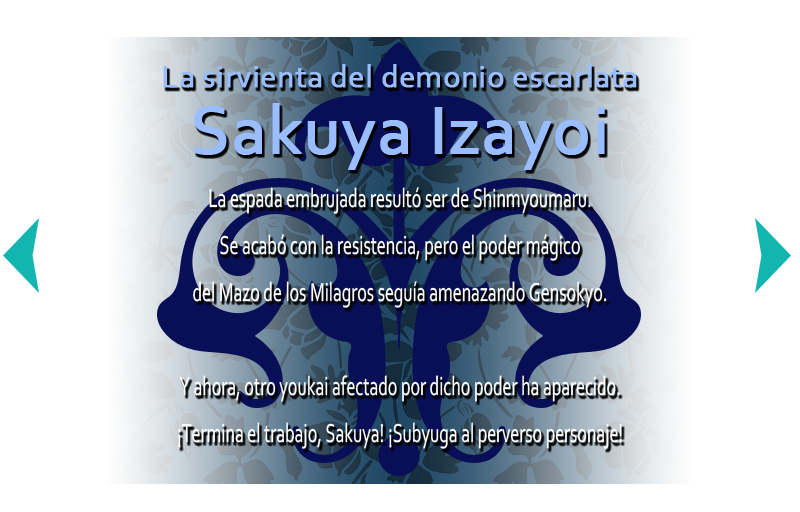 La sirvienta del demonio escarlata
Sakuya Izayoi
La espada embrujada resultó ser de Shinmyoumaru.
Se acabó con la resistencia, pero el poder mágico
del Mazo de los Milagros seguía amenazando Gensokyo.
Y ahora, otro youkai afectado por dicho poder ha aparecido.
¡Termina el trabajo, Sakuya! ¡Subyuga al perverso personaje!